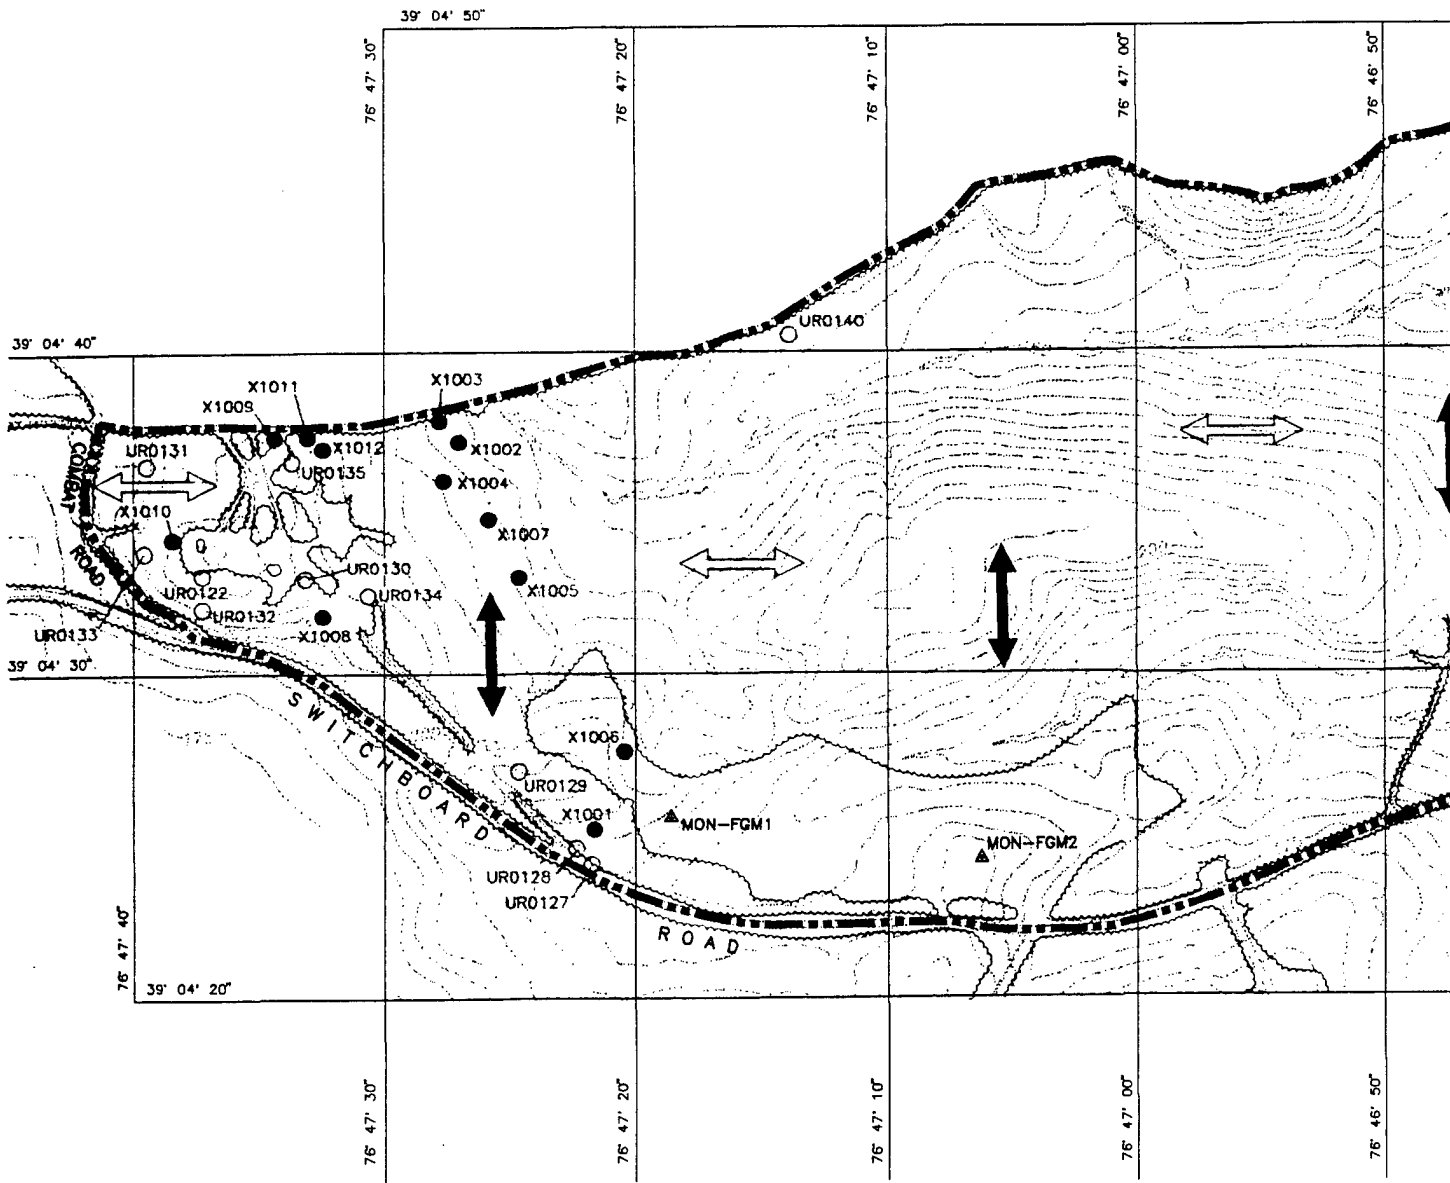 39° 04' 50"
76° 47' 30"
76° 47' 20"
76° 47' 10"
76° 47' 00"
76° 46' 50"
UR0140
39° 04' 40"
X1003
X1011
X1009
X1012
X1002
UR0131
UR0135
X1004
COMBAT
ROAD
X1010
X1007
UR0130
X1005
UR0122
UR0134
UR0132
X1008
UR0133
39° 04' 30"
SWITCHBOARD
ROAD
X1006
UR0129
X1001
MON-FGM1
MON-FGM2
UR0128
UR0127
76° 47' 40"
39° 04' 20"
76° 47' 30"
76° 47' 20"
76° 47' 10"
76° 47' 00"
76° 46' 50"